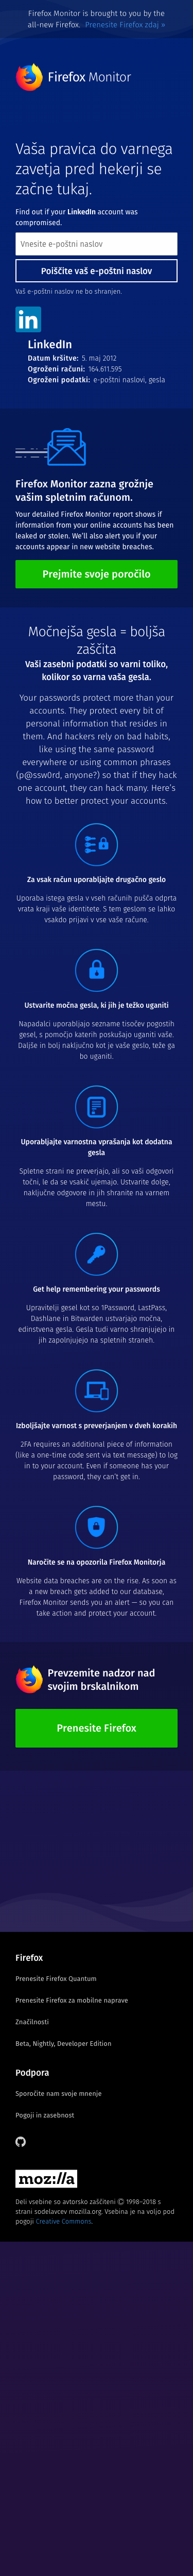 Firefox Monitor is brought to you by the
all-new Firefox. Prenesite Firefox zdaj »
Firefox Monitor
Vaša pravica do varnega
zavetja pred hekerji se
začne tukaj.
Find out if your LinkedIn account was
compromised.
Vnesite e-poštni naslov
Poiščite vaš e-poštni naslov
Vaš e-poštni naslov ne bo shranjen.
LinkedIn
Datum kršitve: 5. maj 2012
Ogroženi računi: 164.611.595
Ogroženi podatki: e-poštni naslovi, gesla
Firefox Monitor zazna grožnje
vašim spletnim računom.
Your detailed Firefox Monitor report shows if
information from your online accounts has been
leaked or stolen. We'll also alert you if your
accounts appear in new website breaches.
Prejmite svoje poročilo
Močnejša gesla = boljša
zaščita
Vaši zasebni podatki so varni toliko,
kolikor so varna vaša gesla.
Your passwords protect more than your
accounts. They protect every bit of
personal information that resides in
them. And hackers rely on bad habits,
like using the same password
everywhere or using common phrases
(p@ssw0rd, anyone?) so that if they hack
one account, they can hack many. Here's
how to better protect your accounts.
Za vsak račun uporabljajte drugačno geslo
Uporaba istega gesla v vseh računih pušča odprta
vrata kraji vaše identitete. S tem geslom se lahko
vsakdo prijavi v vse vaše račune.
Ustvarite močna gesla, ki jih je težko uganiti
Napadalci uporabljajo sezname tisočev pogostih
gesel, s pomočjo katerih poskušajo uganiti vaše.
Daljše in bolj naključno kot je vaše geslo, teže ga
bo uganiti.
Uporabljajte varnostna vprašanja kot dodatna
gesla
Spletne strani ne preverjajo, ali so vaši odgovori
točni, le da se vsakič ujemajo. Ustvarite dolge,
naključne odgovore in jih shranite na varnem
mestu.
Get help remembering your passwords
Upravitelji gesel kot so 1Password, LastPass,
Dashlane in Bitwarden ustvarjajo močna,
edinstvena gesla. Gesla tudi varno shranjujejo in
jih zapolnjujejo na spletnih straneh.
Izboljšajte varnost s preverjanjem v dveh korakih
2FA requires an additional piece of information
(like a one-time code sent via text message) to log
in to your account. Even if someone has your
password, they can't get in.
Naročite se na opozorila Firefox Monitorja
Website data breaches are on the rise. As soon as
a new breach gets added to our database,
Firefox Monitor sends you an alert — so you can
take action and protect your account.
Prevzemite nadzor nad
svojim brskalnikom
Prenesite Firefox
Firefox
Prenesite Firefox Quantum
Prenesite Firefox za mobilne naprave
Značilnosti
Beta, Nightly, Developer Edition
Podpora
Sporočite nam svoje mnenje
Pogoji in zasebnost
moz://a
Deli vsebine so avtorsko zaščiteni © 1998–2018 s
strani sodelavcev mozilla.org. Vsebina je na voljo pod
pogoji Creative Commons.